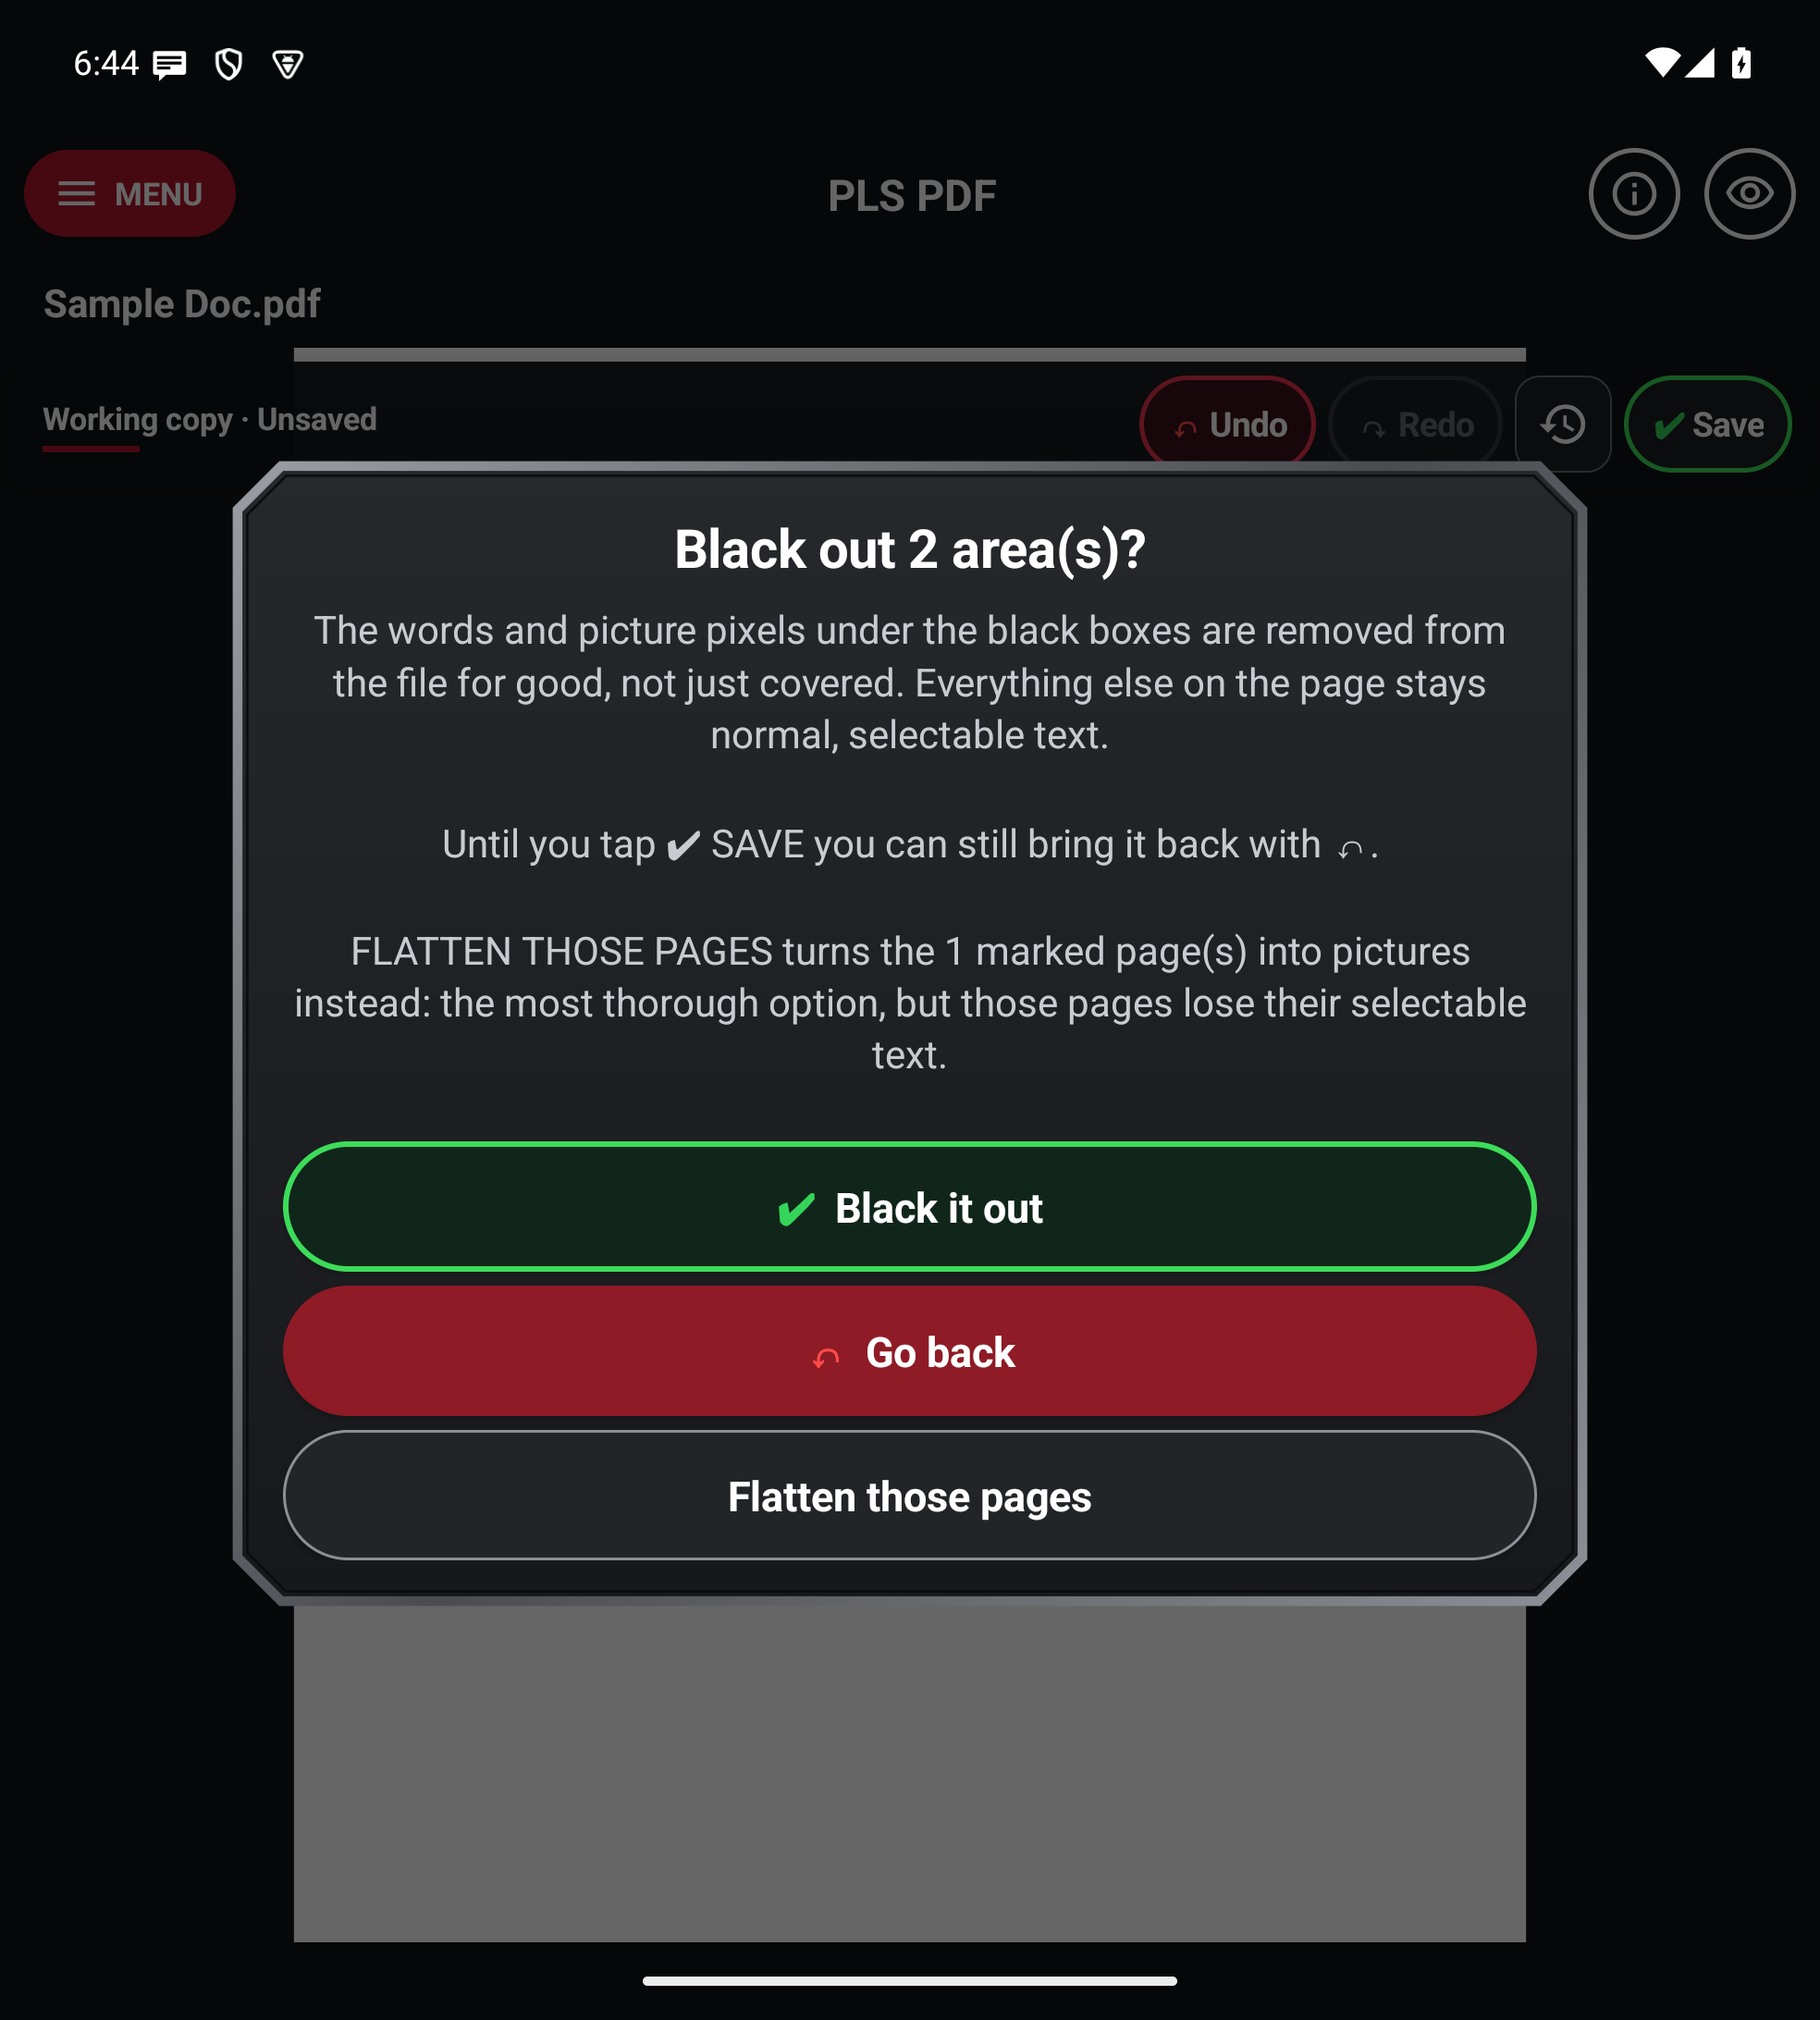 6:44
MENU
PLS PDF
Sample Doc.pdf
Working copy · Unsaved
↶ Undo
↷ Redo
✔ Save
Black out 2 area(s)?
The words and picture pixels under the black boxes are removed from
the file for good, not just covered. Everything else on the page stays
normal, selectable text.
Until you tap ✔ SAVE you can still bring it back with ↶.
FLATTEN THOSE PAGES turns the 1 marked page(s) into pictures
instead: the most thorough option, but those pages lose their selectable
text.
✔ Black it out
↶ Go back
Flatten those pages